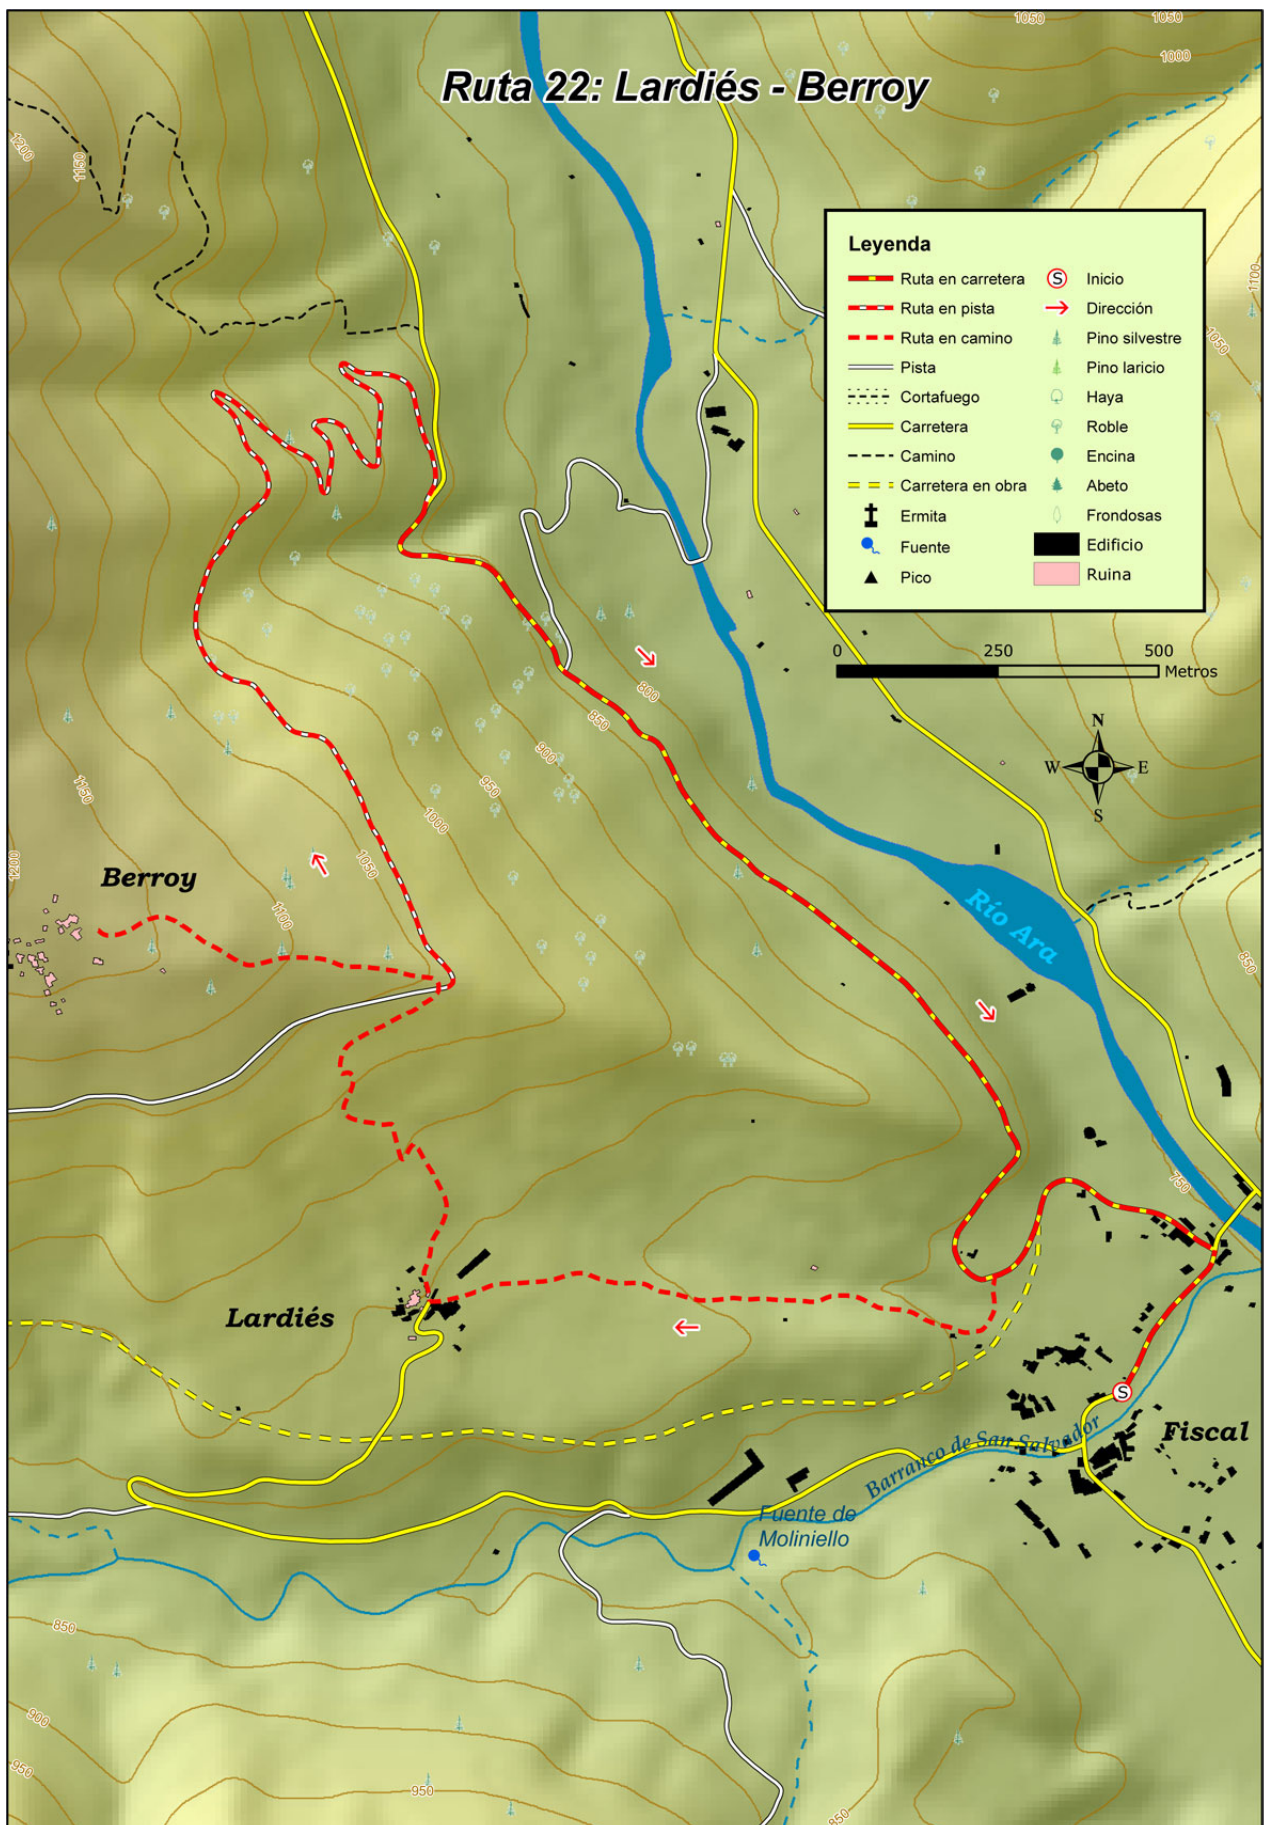 Ruta 22: Lardiés - Berroy
1050
1050
1000
1200
1150
1100
1050
Leyenda
Ruta en carretera
Ruta en pista
Ruta en camino
Pista
Cortafuego
Carretera
Camino
Carretera en obra
Ermita
Fuente
Pico
S
Inicio
Dirección
Pino silvestre
Pino laricio
Haya
Roble
Encina
Abeto
Frondosas
Edificio
Ruina
0
250
500
Metros
N
W
E
S
800
850
900
950
1000
1050
1100
1150
1200
Berroy
Río Ara
850
750
Lardiés
S
Fiscal
Barranco de San Salvador
Fuente de
Moliniello
850
900
950
950
850